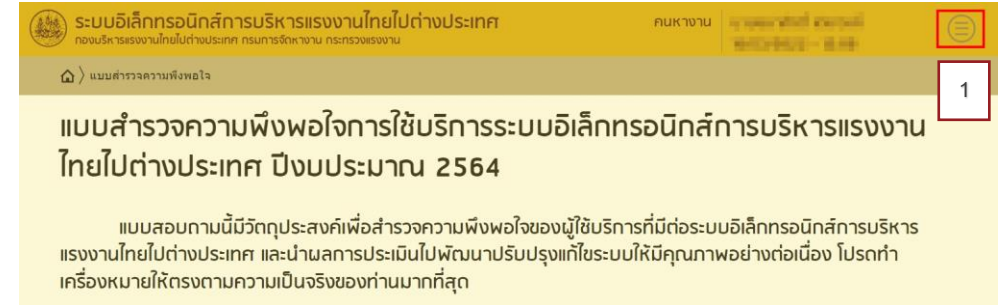 ระบบอิเล็กทรอนิกส์การบริหารแรงงานไทยไปต่างประเทศ
กองบริหารแรงงานไทยไปต่างประเทศ กรมการจัดหางาน กระทรวงแรงงาน
คนหางาน
แบบสำรวจความพึงพอใจ
1
แบบสำรวจความพึงพอใจการใช้บริการระบบอิเล็กทรอนิกส์การบริหารแรงงาน
ไทยไปต่างประเทศ ปีงบประมาณ 2564
แบบสอบถามนี้มีวัตถุประสงค์เพื่อสำรวจความพึงพอใจของผู้ใช้บริการที่มีต่อระบบอิเล็กทรอนิกส์การบริหาร
แรงงานไทยไปต่างประเทศ และนำผลการประเมินไปพัฒนาปรับปรุงแก้ไขระบบให้มีคุณภาพอย่างต่อเนื่อง โปรดทำ
เครื่องหมายให้ตรงตามความเป็นจริงของท่านมากที่สุด